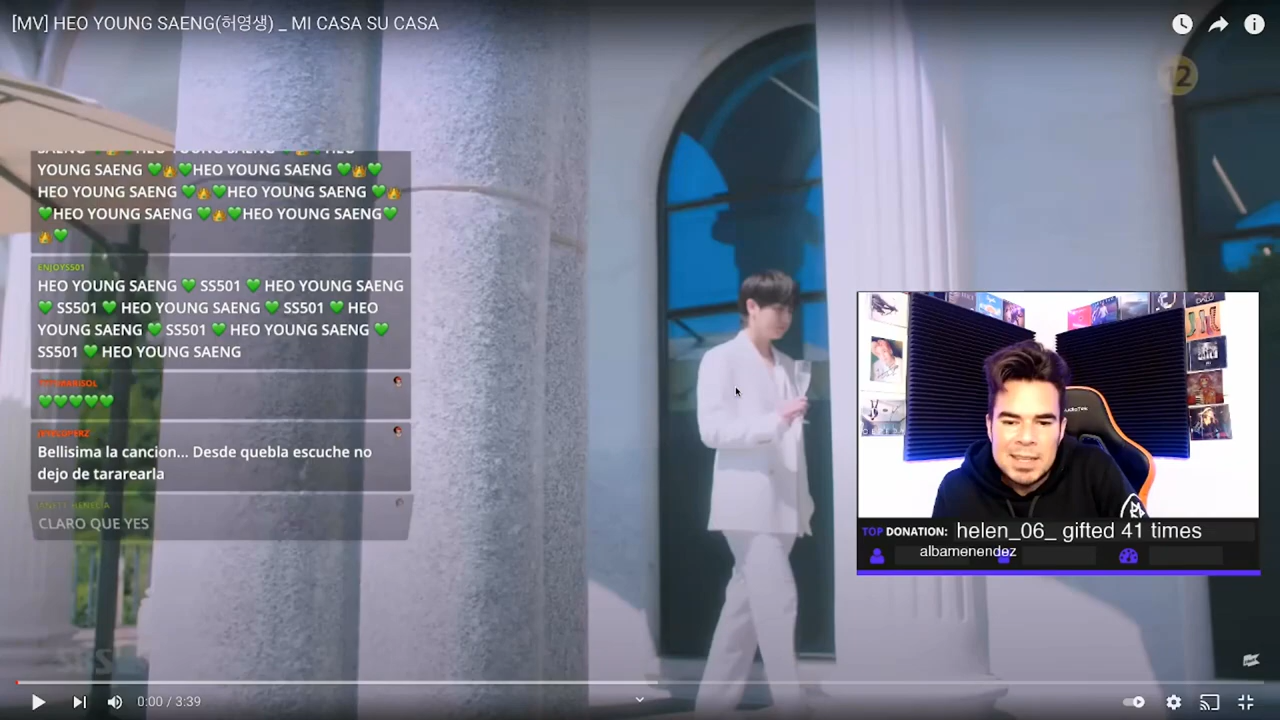 [MV] HEO YOUNG SAENG(허영생) _ MI CASA SU CASA
12
YOUNG SAENG 💚👑💚HEO YOUNG SAENG 💚👑💚
HEO YOUNG SAENG 💚👑💚HEO YOUNG SAENG 💚👑
💚HEO YOUNG SAENG 💚👑💚HEO YOUNG SAENG💚
👑💚
ENJOYSS01
HEO YOUNG SAENG 💚 SS501 💚 HEO YOUNG SAENG
💚 SS501 💚 HEO YOUNG SAENG 💚 SS501 💚 HEO
YOUNG SAENG 💚 SS501 💚 HEO YOUNG SAENG 💚
SS501 💚 HEO YOUNG SAENG
💚💚💚💚💚
Bellisima la cancion... Desde quebla escuche no
dejo de tararearla
CLARO QUE YES
TOP DONATION: helen_06_ gifted 41 times
albamenendez
SBS
0:00 / 3:39